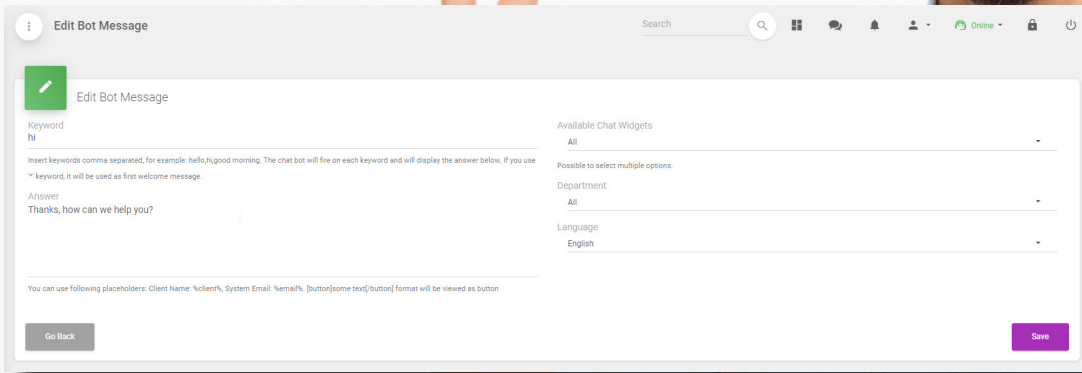 Edit Bot Message
Search
Online
Edit Bot Message
Keyword
hi
Insert keywords comma separated, for example: hello,hi,good morning. The chat bot will fire on each keyword and will display the answer below. If you use
'*' keyword, it will be used as first welcome message.
Answer
Thanks, how can we help you?
You can use following placeholders: Client Name: %client%, System Email: %email%. [button]some text[/button] format will be viewed as button
Available Chat Widgets
All
Possible to select multiple options.
Department
All
Language
English
Go Back
Save